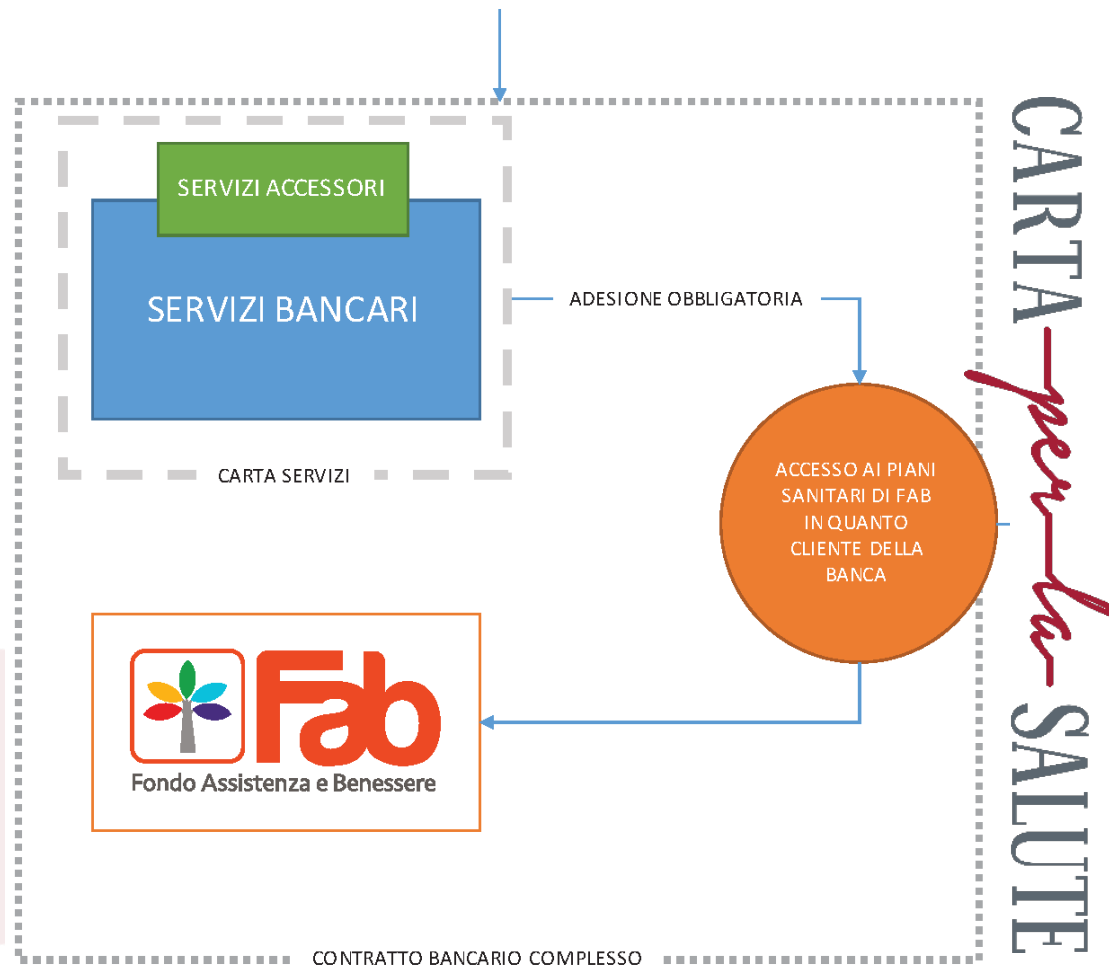 SERVIZI ACCESSORI
SERVIZI BANCARI
CARTA SERVIZI
ADESIONE OBBLIGATORIA
ACCESSO AI PIANI
SANITARI DI FAB
IN QUANTO
CLIENTE DELLA
BANCA
Fab
Fondo Assistenza e Benessere
CONTRATTO BANCARIO COMPLESSO
CARTA per la SALUTE